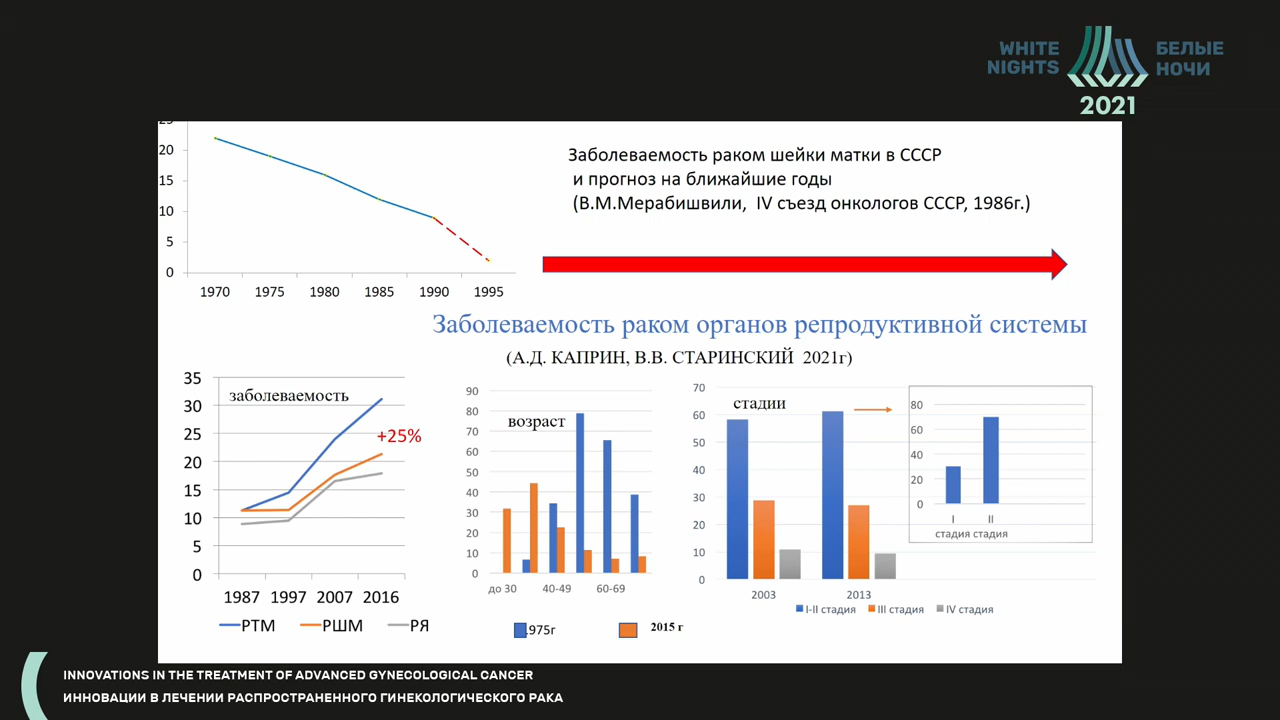 WHITE NIGHTS
БЕЛЫЕ НОЧИ
2021
25
20
15
10
5
0
1970 1975 1980 1985 1990 1995
Заболеваемость раком шейки матки в СССР
и прогноз на ближайшие годы
(В.М.Мерабишвили, IV съезд онкологов СССР, 1986г.)
Заболеваемость раком органов репродуктивной системы
(А.Д. КАПРИН, В.В. СТАРИНСКИЙ 2021г)
35
30
25
20
15
10
5
0
заболеваемость
+25%
1987 1997 2007 2016
РТМ РШМ РЯ
90
80
70
60
50
40
30
20
10
0
возраст
до 30 40-49 60-69
1975г 2015 г
70
60
50
40
30
20
10
0
стадии
2003 2013
I-II стадия III стадия IV стадия
80
60
40
20
0
I II
стадия стадия
INNOVATIONS IN THE TREATMENT OF ADVANCED GYNECOLOGICAL CANCER
ИННОВАЦИИ В ЛЕЧЕНИИ РАСПРОСТРАНЕННОГО ГИНЕКОЛОГИЧЕСКОГО РАКА